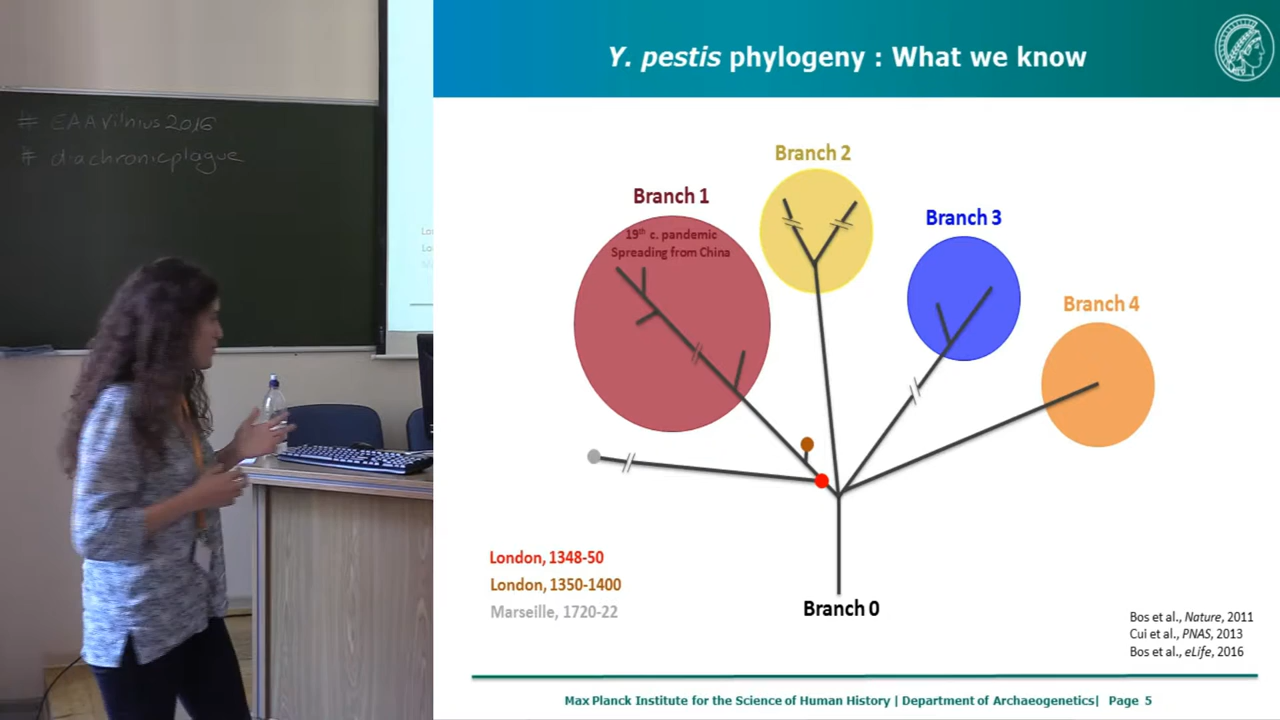 # EAAVilnius2016
# diachronicplague
Y. pestis phylogeny : What we know
Branch 2
Branch 1
19th c. pandemic
Spreading from China
Branch 3
Branch 4
London, 1348-50
London, 1350-1400
Marseille, 1720-22
Branch 0
Bos et al., Nature, 2011
Cui et al., PNAS, 2013
Bos et al., eLife, 2016
Max Planck Institute for the Science of Human History | Department of Archaeogenetics| Page 5